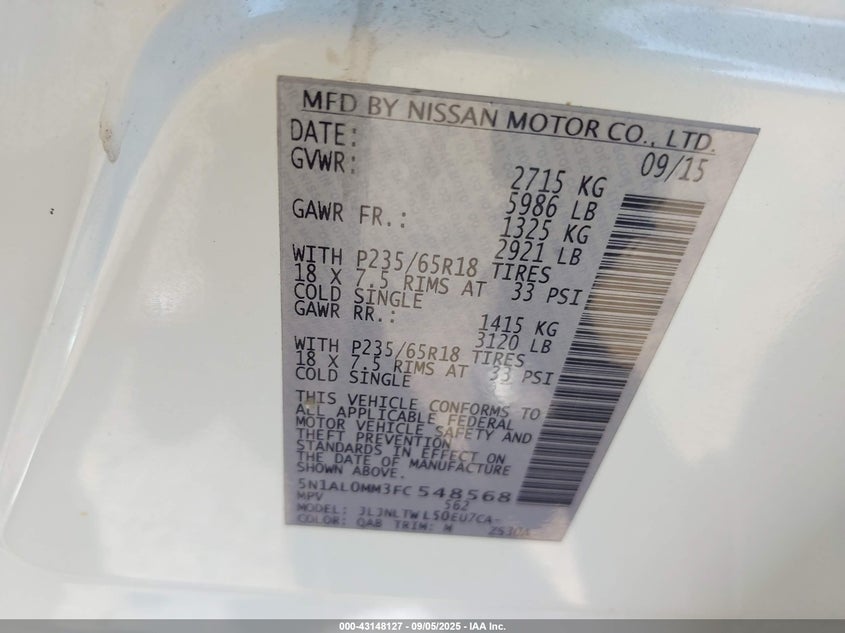 MFD BY NISSAN MOTOR CO., LTD.
DATE: 09/15
GVWR: 2715 KG
5986 LB
GAWR FR.: 1325 KG
2921 LB
WITH P235/65R18 TIRES
18 X 7.5 RIMS AT 33 PSI
COLD SINGLE
GAWR RR.: 1415 KG
3120 LB
WITH P235/65R18 TIRES
18 X 7.5 RIMS AT 33 PSI
COLD SINGLE
THIS VEHICLE CONFORMS TO
ALL APPLICABLE FEDERAL
MOTOR VEHICLE SAFETY AND
THEFT PREVENTION
STANDARDS IN EFFECT ON
THE DATE OF MANUFACTURE
SHOWN ABOVE.
5N1AL0MM3FC548568
MPV 562
MODEL: JLJNLTWL50EU7CA-
COLOR: QAB TRIM: M
000-43148127 - 09/05/2025 - IAA Inc.